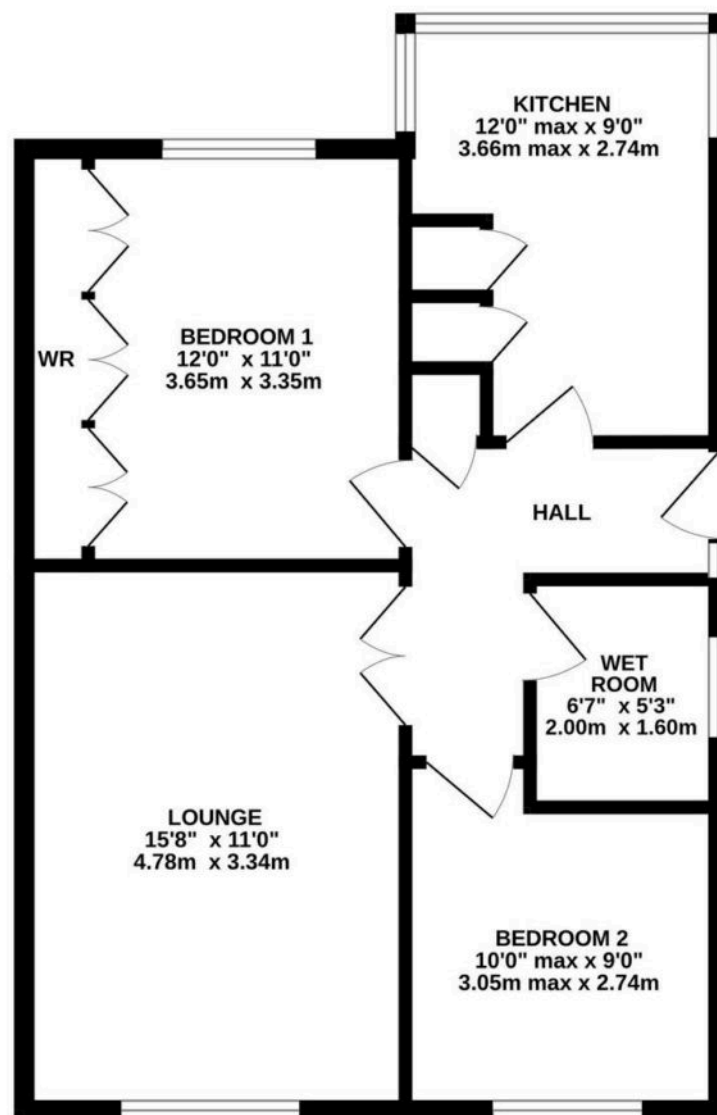 KITCHEN
12'0" max x 9'0"
3.66m max x 2.74m
BEDROOM 1
12'0" x 11'0"
3.65m x 3.35m
WR
HALL
WET
ROOM
6'7" x 5'3"
2.00m x 1.60m
LOUNGE
15'8" x 11'0"
4.78m x 3.34m
BEDROOM 2
10'0" max x 9'0"
3.05m max x 2.74m